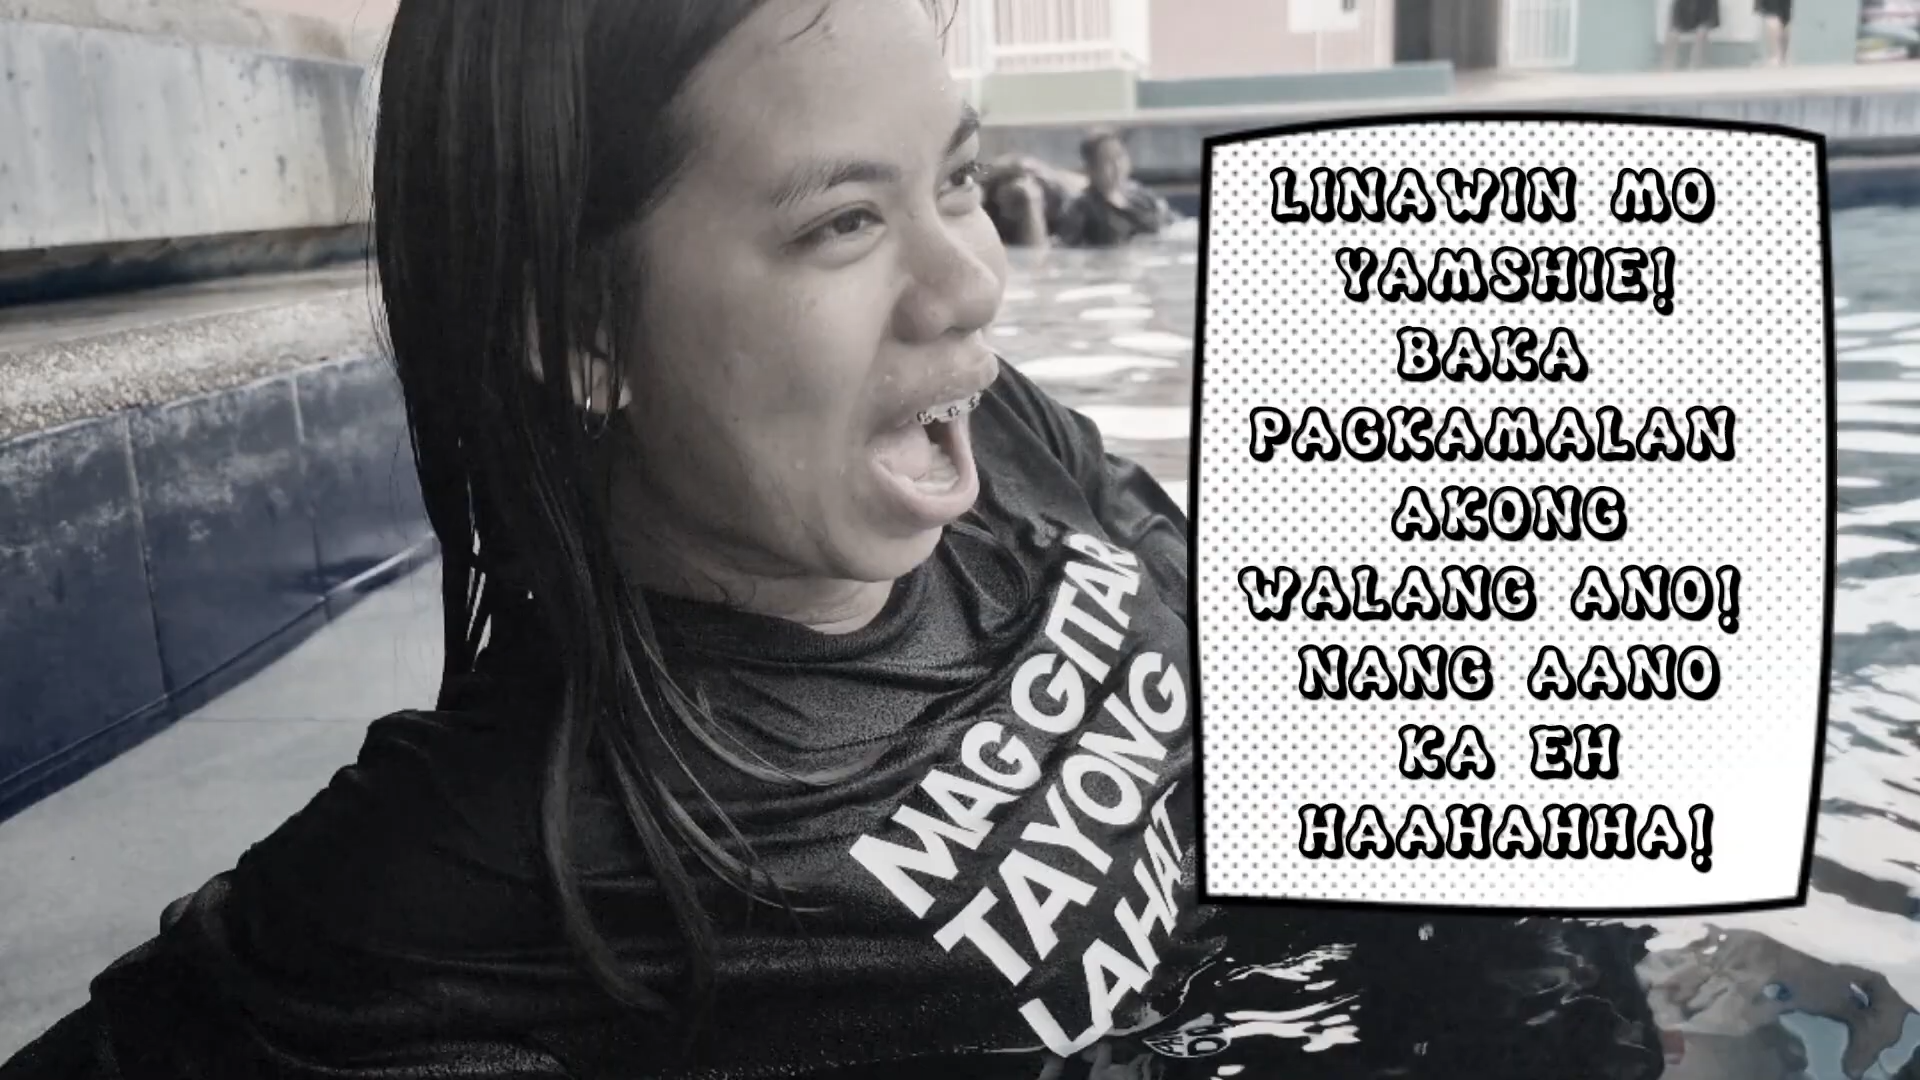 LINAWIN MO
YAMSHIE!
BAKA
PAGKAMALAN
AKONG
WALANG ANO!
NANG AANO
KA EH
HAAHAHHA!
MAG GITAR
TAYONG
LAHAT